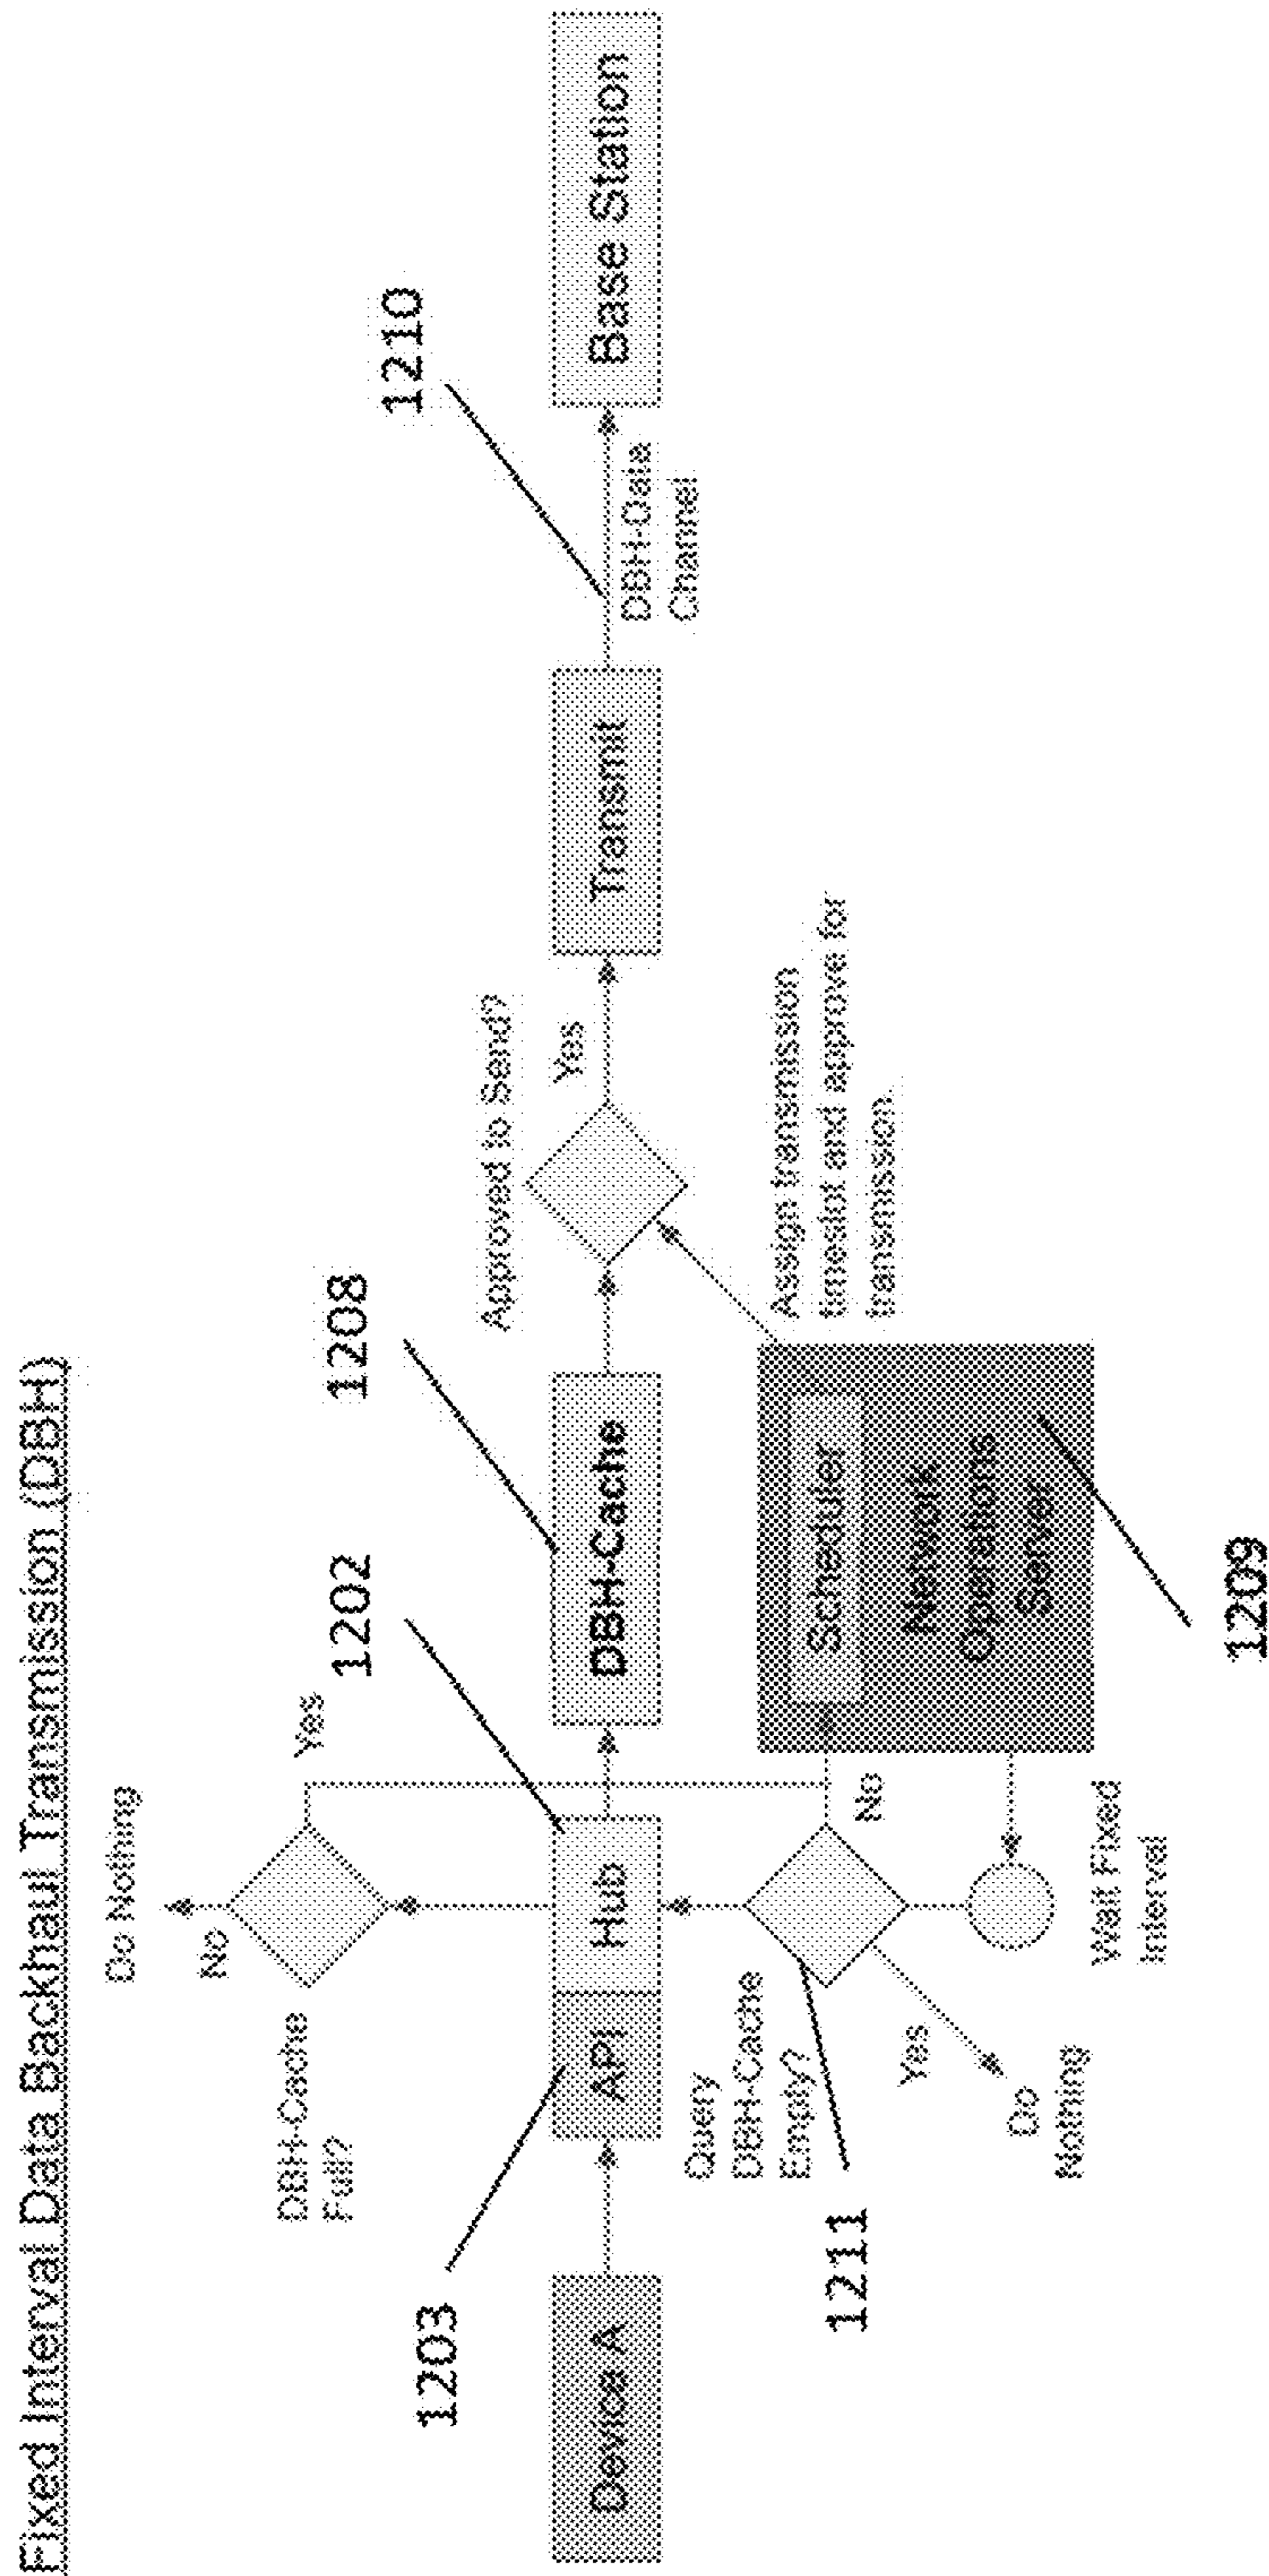 Fixed Interval Data Backhaul Transmission (DBH)
Do Nothing
No
Yes
DBH-Cache
Full?
1202
1208
1210
1203
Approved to Send?
Device A
API
Hub
DBH-Cache
Yes
Transmit
DBH-Data
Channel
Base Station
Query
DBH-Cache
Empty?
1211
No
Yes
Do
Nothing
Wait Fixed
Interval
Scheduler
Network
Operations
Server
1209
Assign transmission
timeslot and approve for
transmission.